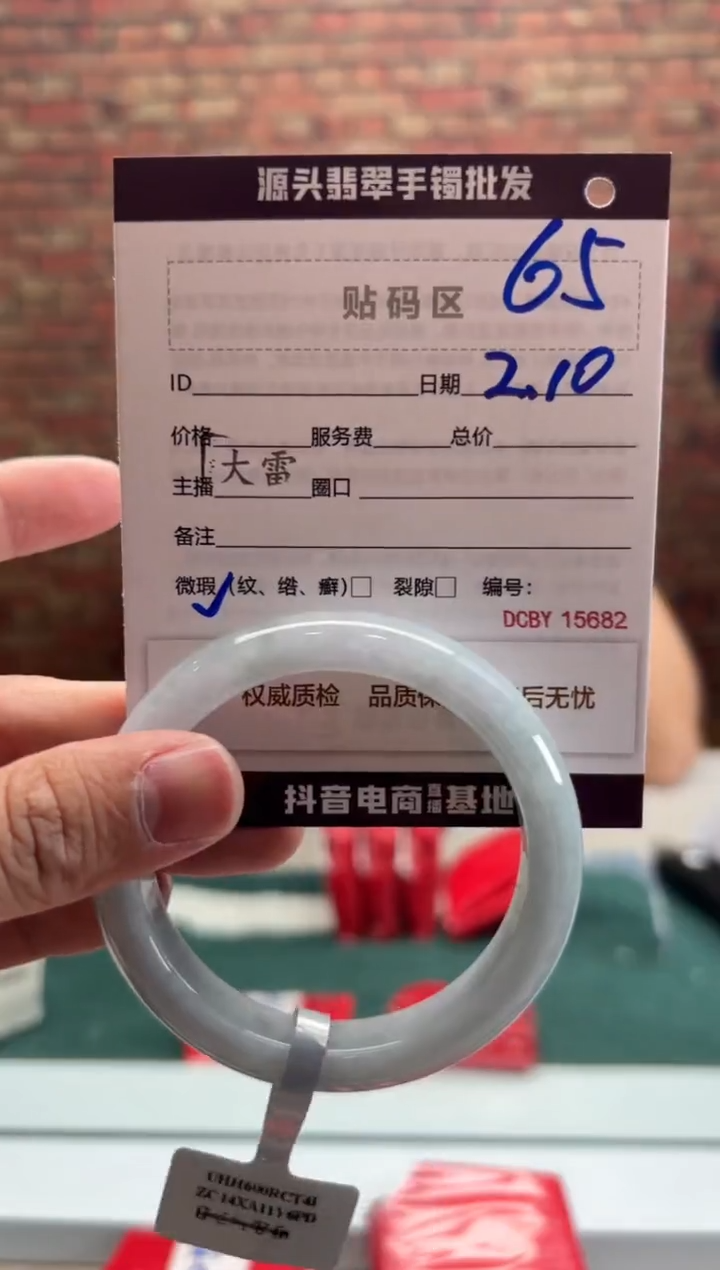 源头翡翠手镯批发
65
贴码区
ID 日期 2.10
价格 服务费 总价
大雷
主播 圈口
备注
✓
微瑕(纹、绺、癣)□ 裂隙□ 编号:
DCBY 15682
权威质检 品质保 后无忧
抖音电商直播基地